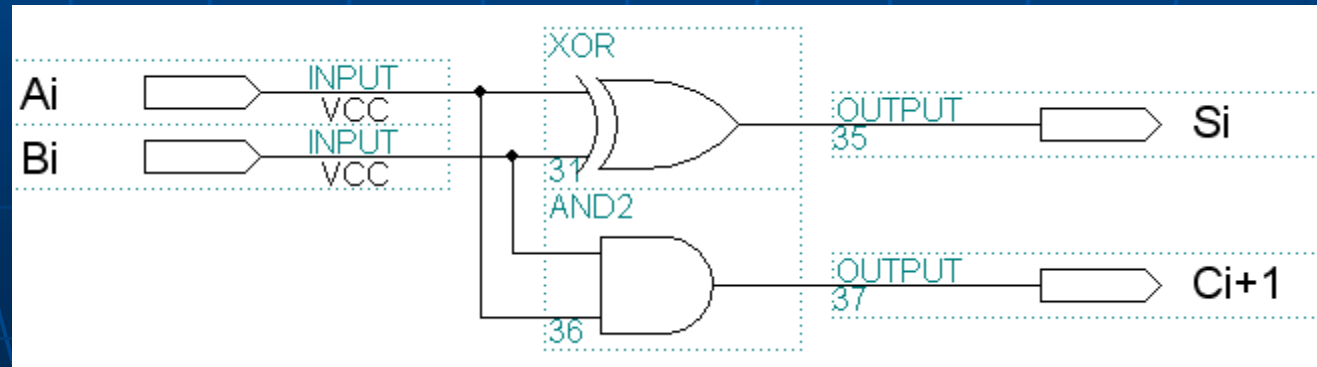 XOR
Ai INPUT VCC
Bi INPUT VCC
31
OUTPUT 35 Si
AND2
36
OUTPUT 37 Ci+1